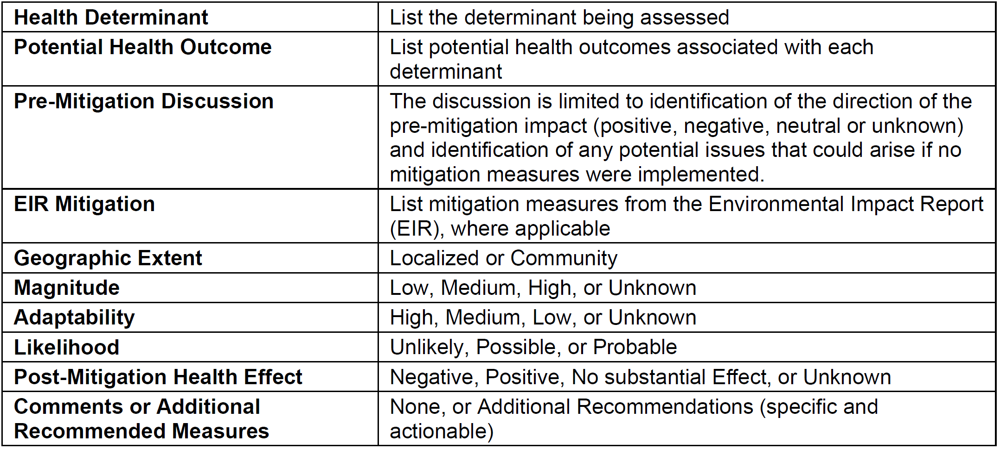 Health Determinant
List the determinant being assessed
Potential Health Outcome
List potential health outcomes associated with each
determinant
Pre-Mitigation Discussion
The discussion is limited to identification of the direction of the
pre-mitigation impact (positive, negative, neutral or unknown)
and identification of any potential issues that could arise if no
mitigation measures were implemented.
EIR Mitigation
List mitigation measures from the Environmental Impact Report
(EIR), where applicable
Geographic Extent
Localized or Community
Magnitude
Low, Medium, High, or Unknown
Adaptability
High, Medium, Low, or Unknown
Likelihood
Unlikely, Possible, or Probable
Post-Mitigation Health Effect
Negative, Positive, No substantial Effect, or Unknown
Comments or Additional
Recommended Measures
None, or Additional Recommendations (specific and
actionable)